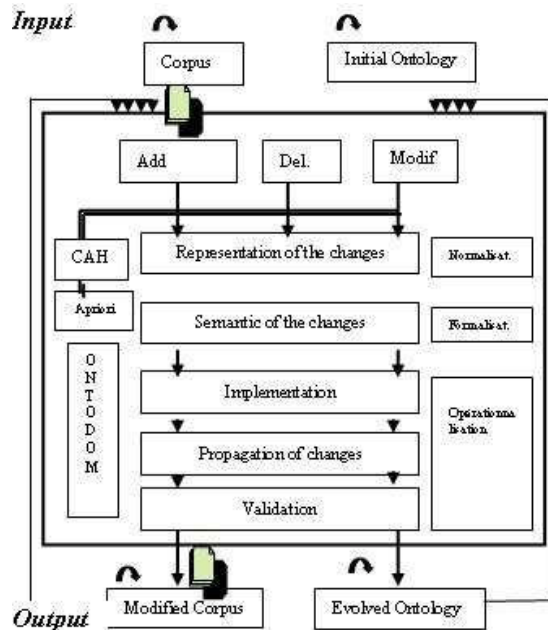 Input
Corpus
Initial Ontology
Add
Del.
Modif
CAH
Representation of the changes
Normalisat.
Apriori
Semantic of the changes
Formalisat.
O
N
T
O
D
O
M
Implementation
Operationna
lisation
Propagation of changes
Validation
Output
Modified Corpus
Evolved Ontology